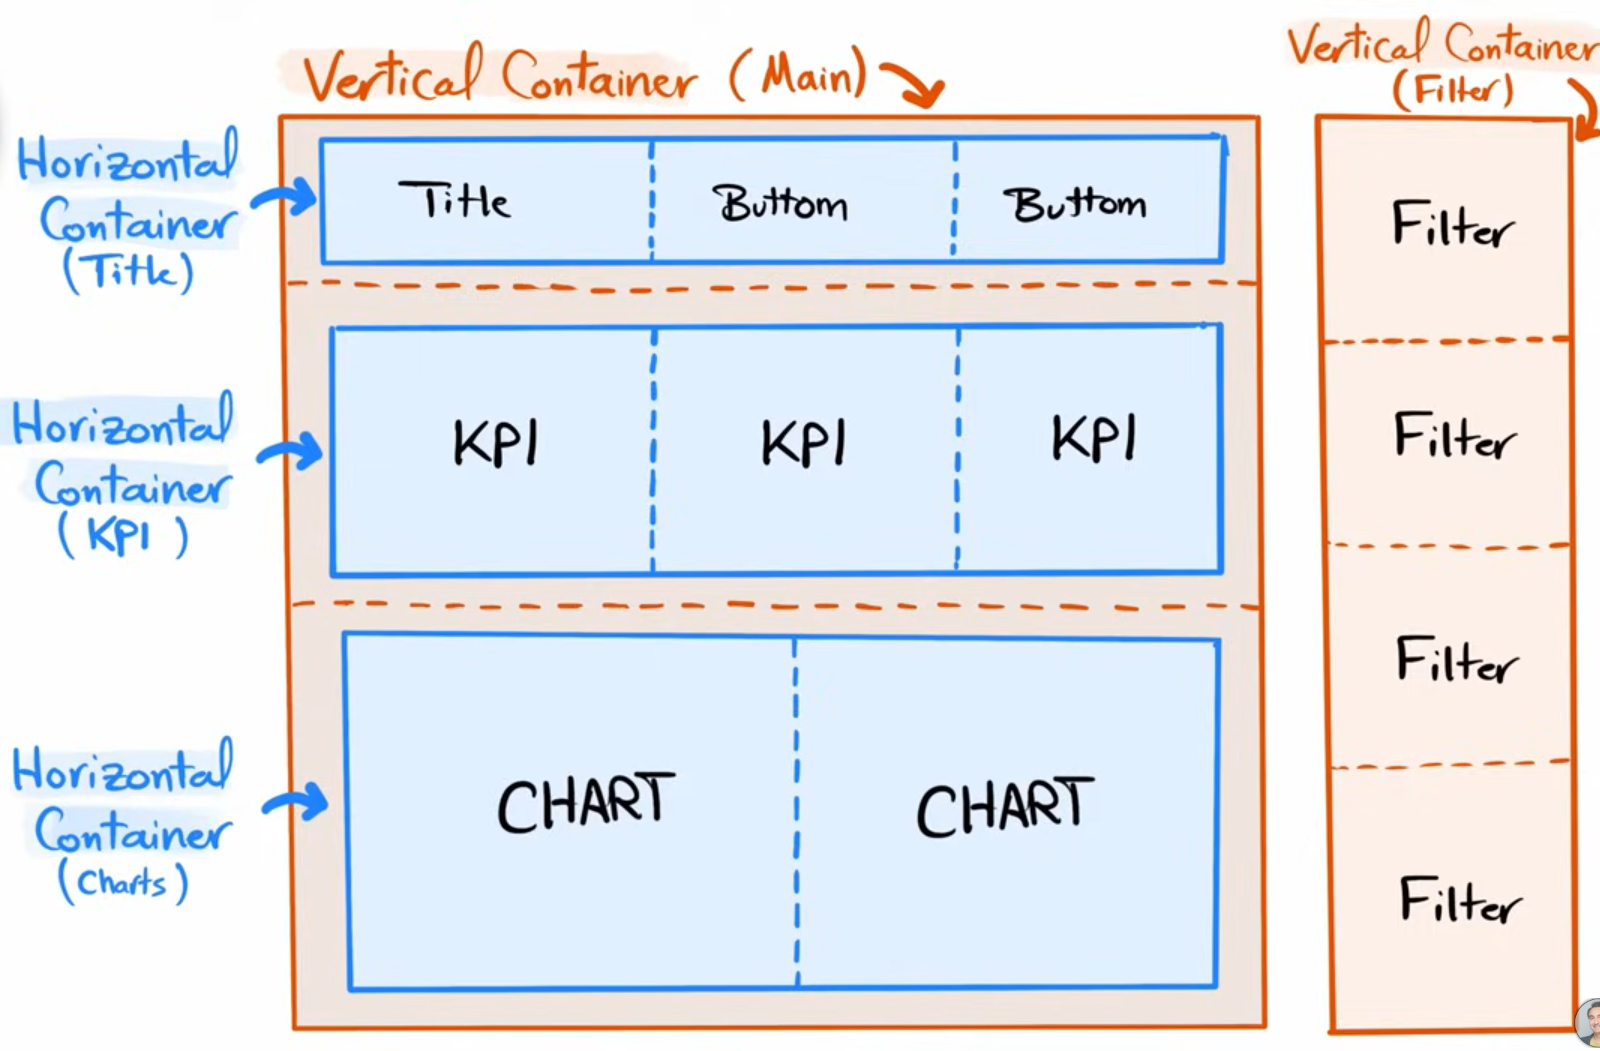 Vertical Container (Main)
Vertical Container
(Filter)
Horizontal
Container
(Title)
Title
Buttom
Buttom
Filter
Horizontal
Container
(KPI)
KPI
KPI
KPI
Filter
Filter
Horizontal
Container
(Charts)
CHART
CHART
Filter